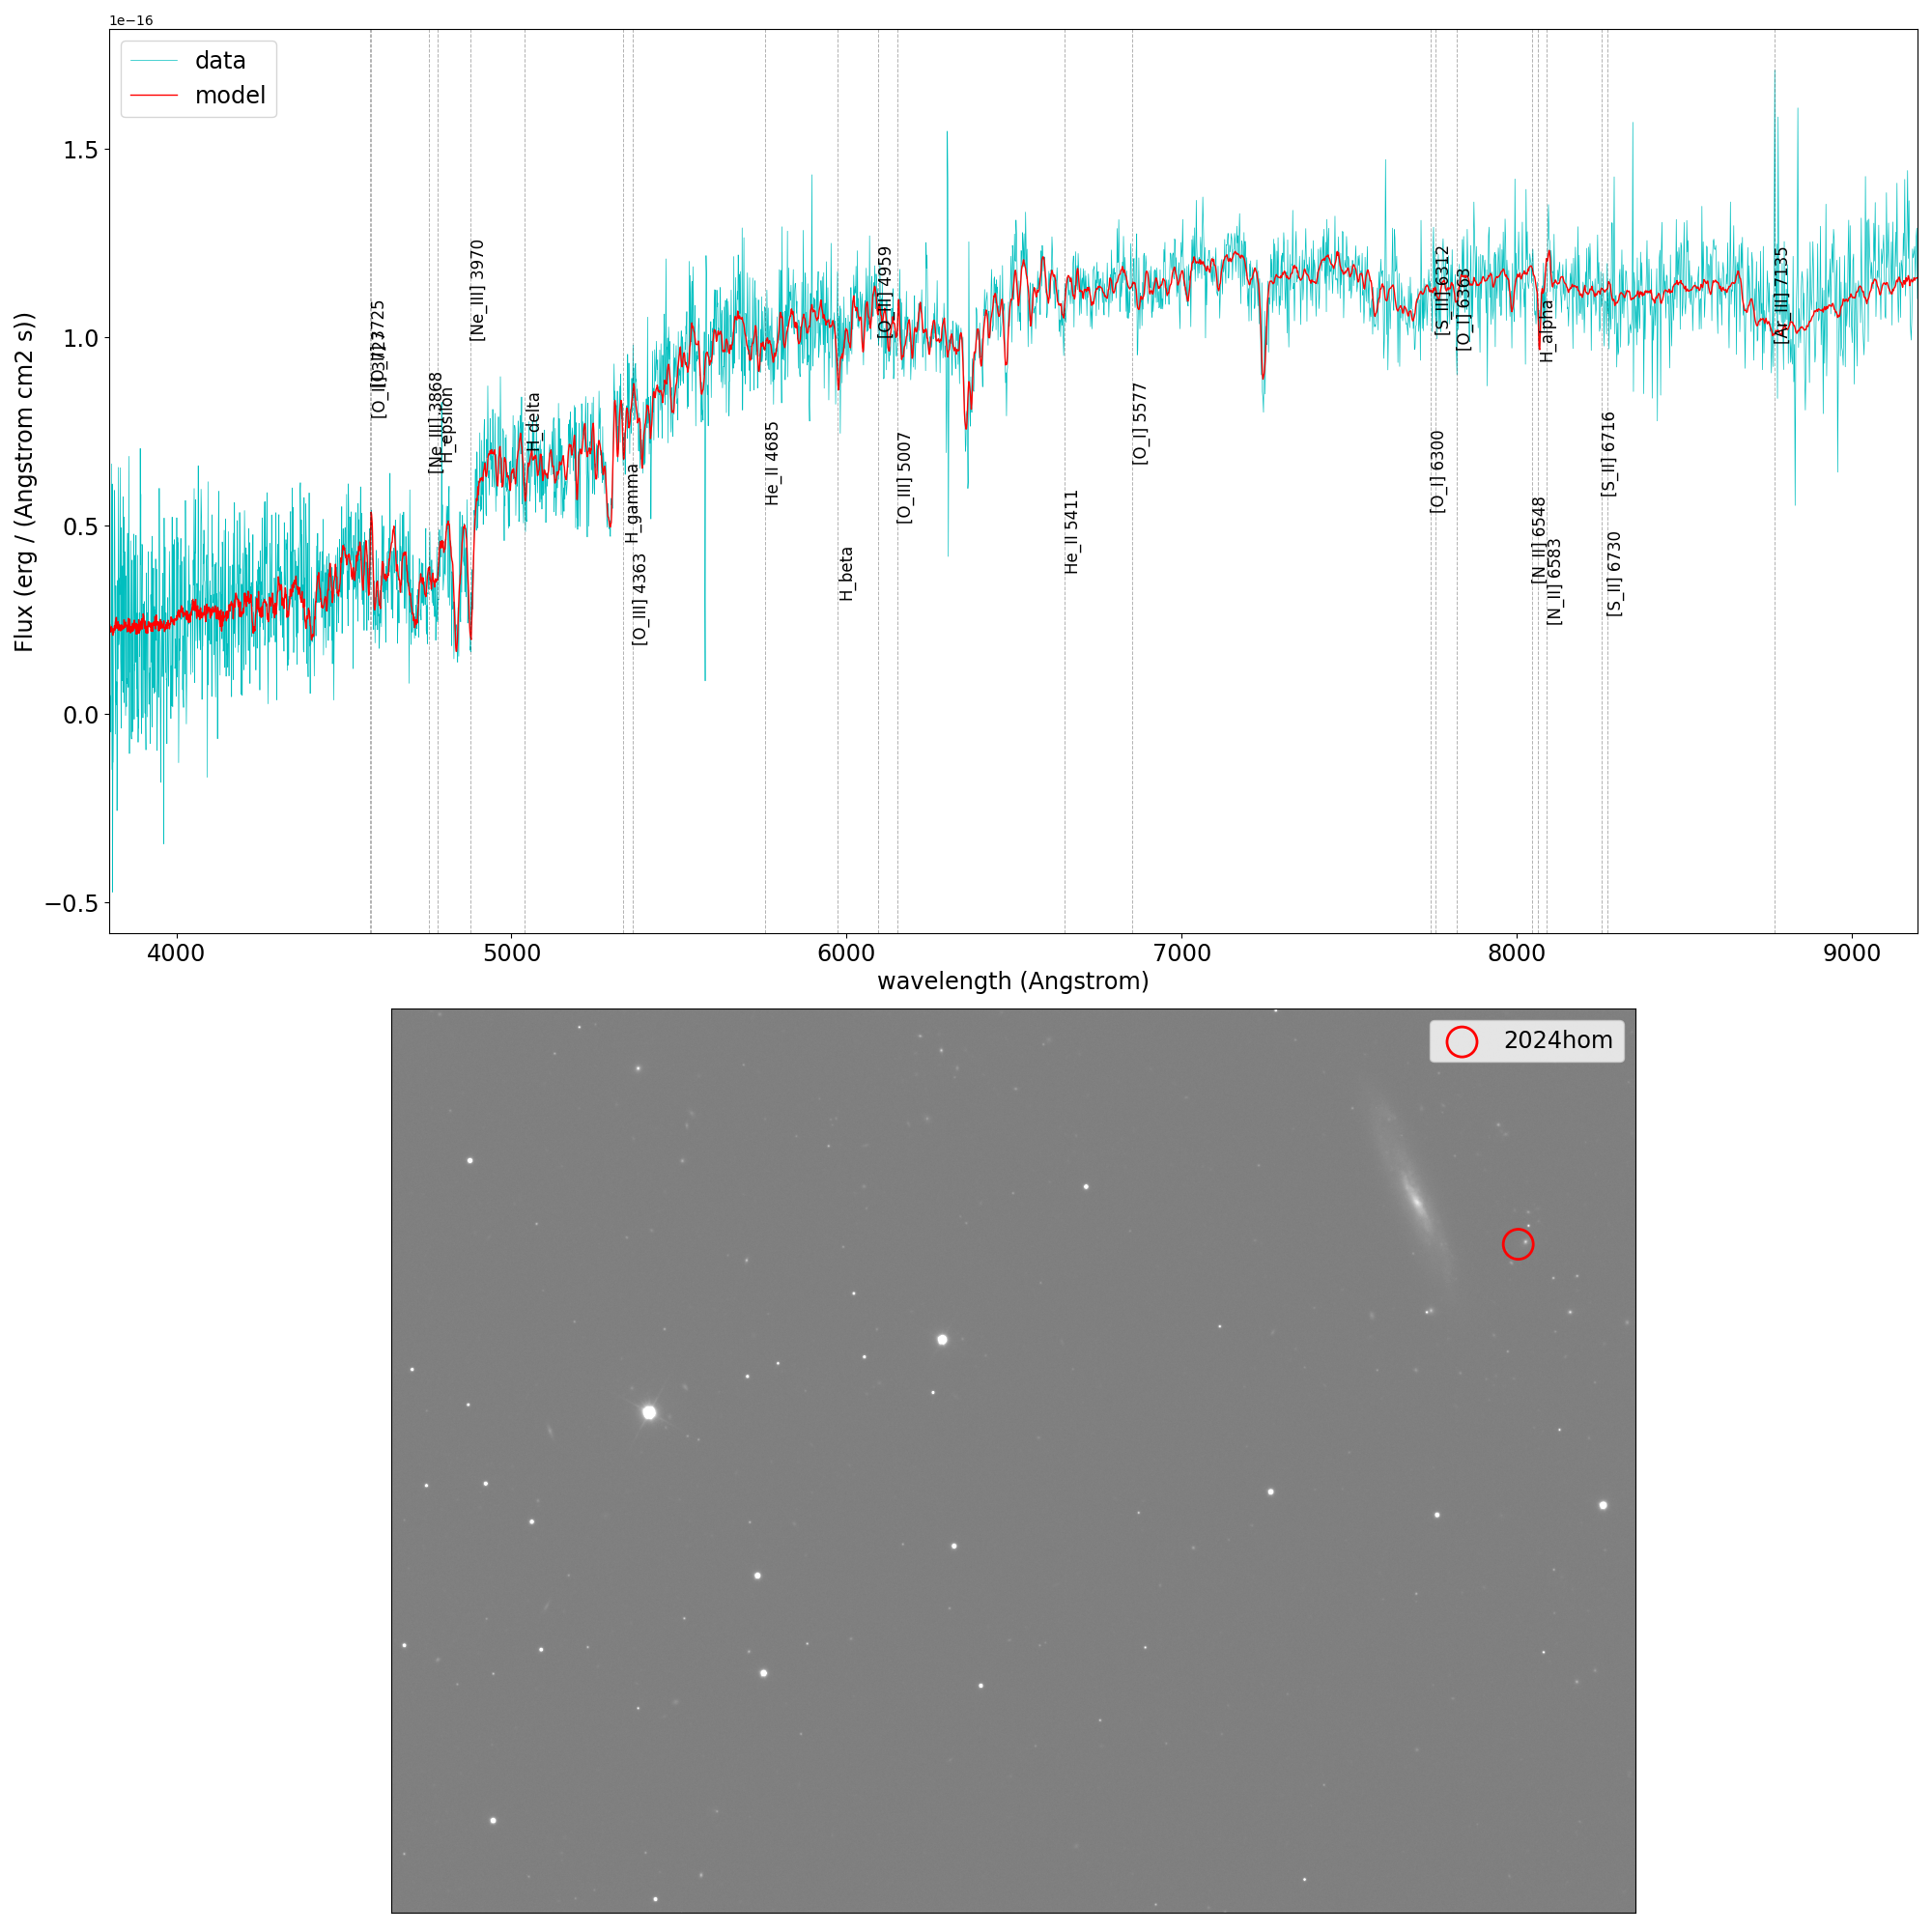 1e−16
data
model
Flux (erg / (Angstrom cm2 s))
1.5
1.0
0.5
0.0
−0.5
[Ne_III] 3868
H_epsilon
[Ne_III] 3970
H_delta
H_gamma
[O_III] 4363
He_II 4685
H_beta
[O_III] 4959
[O_III] 5007
He_II 5411
[O_I] 5577
[O_I] 6300
[S_III] 6312
[O_I] 6363
[N_II] 6548
H_alpha
[N_II] 6583
[S_II] 6716
[S_II] 6730
[Ar_III] 7135
4000 5000 6000 7000 8000 9000
wavelength (Angstrom)
2024hom